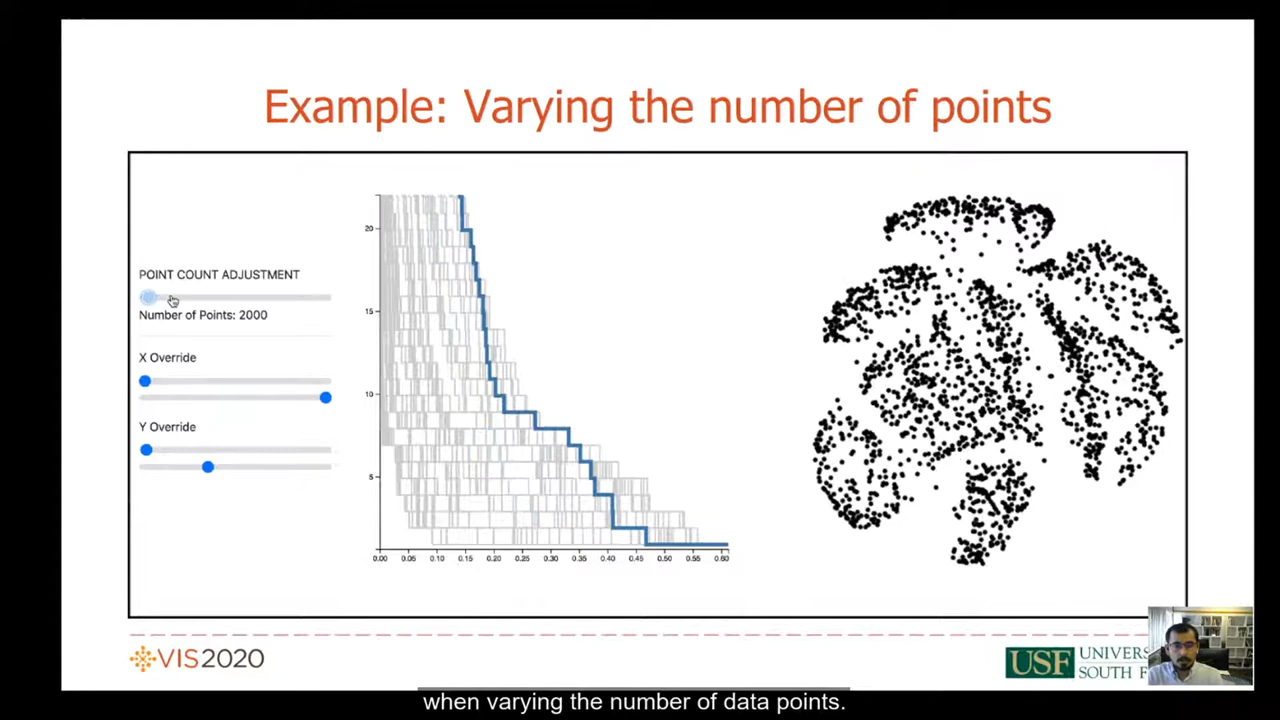 Example: Varying the number of points
POINT COUNT ADJUSTMENT
Number of Points: 2000
X Override
Y Override
20
15
10
5
0.00 0.05 0.10 0.15 0.20 0.25 0.30 0.35 0.40 0.45 0.50 0.55 0.60
VIS2020
USF
UNIVERS
SOUTH F
when varying the number of data points.